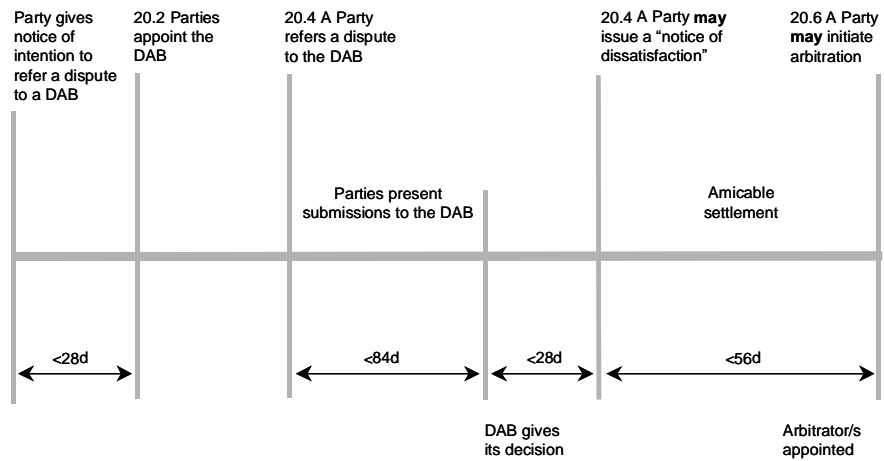 Party gives
notice of
intention to
refer a dispute
to a DAB
20.2 Parties
appoint the
DAB
20.4 A Party
refers a dispute
to the DAB
20.4 A Party may
issue a “notice of
dissatisfaction”
20.6 A Party
may initiate
arbitration
Parties present
submissions to the DAB
Amicable
settlement
<28d
<84d
<28d
<56d
DAB gives
its decision
Arbitrator/s
appointed